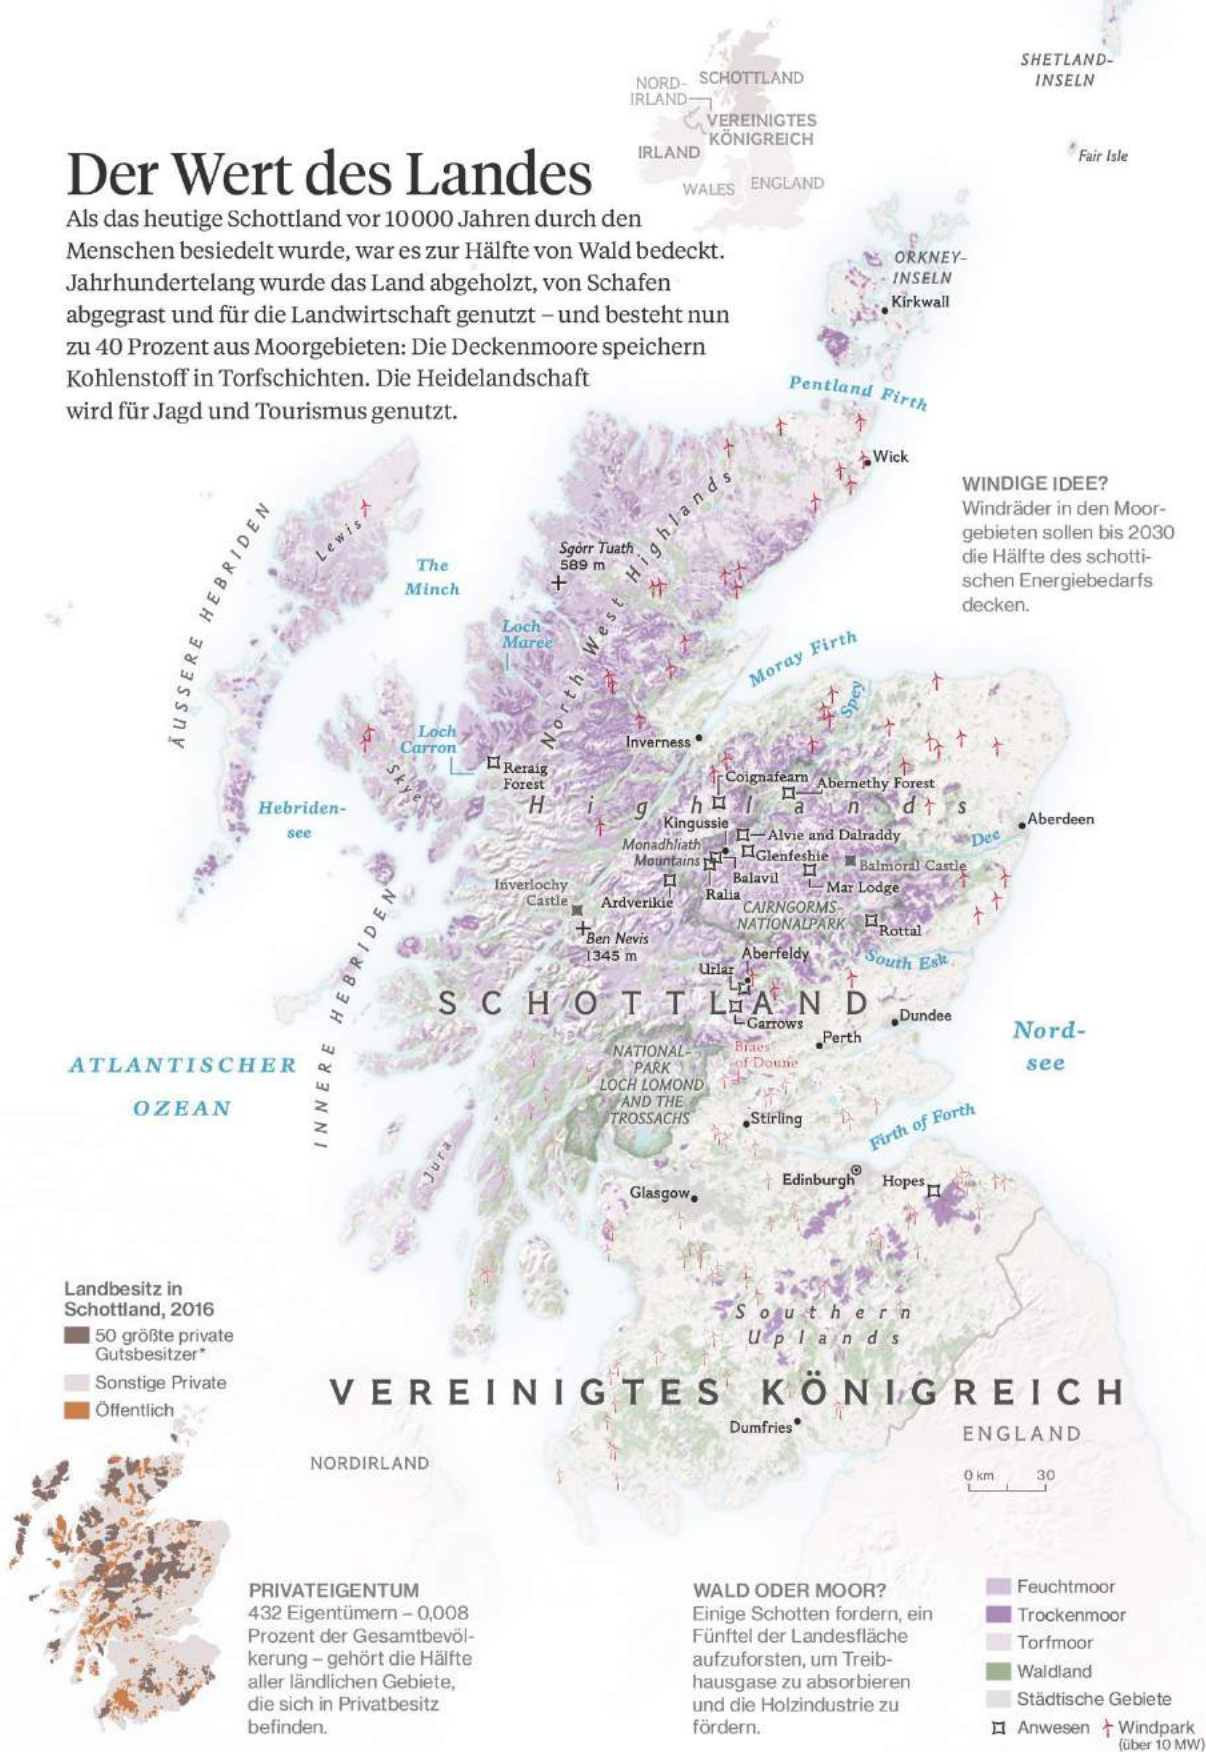 Der Wert des Landes
Als das heutige Schottland vor 10 000 Jahren durch den
Menschen besiedelt wurde, war es zur Hälfte von Wald bedeckt.
Jahrhundertelang wurde das Land abgeholzt, von Schafen
abgegrast und für die Landwirtschaft genutzt – und besteht nun
zu 40 Prozent aus Moorgebieten: Die Deckenmoore speichern
Kohlenstoff in Torfschichten. Die Heidelandschaft
wird für Jagd und Tourismus genutzt.
NORD-
IRLAND
SCHOTTLAND
VEREINIGTES
KÖNIGREICH
IRLAND
WALES
ENGLAND
SHETLAND-
INSELN
Fair Isle
ORKNEY-
INSELN
Kirkwall
Pentland Firth
Wick
WINDIGE IDEE?
Windräder in den Moor-
gebieten sollen bis 2030
die Hälfte des schotti-
schen Energiebedarfs
decken.
ÄUSSERE HEBRIDEN
Lewis
The
Minch
Sgòrr Tuath
589 m
North West Highlands
Loch
Maree
Moray Firth
Spey
Loch
Carron
Skye
Reraig
Forest
Inverness
Coignafearn
Abernethy Forest
Highlands
Hebriden-
see
Kingussie
Alvie and Dalraddy
Aberdeen
Dee
Monadhliath
Mountains
Glenfeshie
Balmoral Castle
Balavil
Mar Lodge
Inverlochy
Castle
Ardverikie
Ralia
CAIRNGORMS-
NATIONALPARK
Rottal
Ben Nevis
1345 m
Aberfeldy
South Esk
Urlar
SCHOTTLAND
Garrows
Dundee
Perth
INNERE HEBRIDEN
Nord-
see
ATLANTISCHER
OZEAN
NATIONAL-
PARK
LOCH LOMOND
AND THE
TROSSACHS
Braes
of Doune
Stirling
Firth of Forth
Jura
Edinburgh
Hopes
Glasgow
Southern
Uplands
VEREINIGTES KÖNIGREICH
Dumfries
ENGLAND
NORDIRLAND
0 km 30
Landbesitz in
Schottland, 2016
50 größte private
Gutsbesitzer*
Sonstige Private
Öffentlich
PRIVATEIGENTUM
432 Eigentümern – 0,008
Prozent der Gesamtbevöl-
kerung – gehört die Hälfte
aller ländlichen Gebiete,
die sich in Privatbesitz
befinden.
WALD ODER MOOR?
Einige Schotten fordern, ein
Fünftel der Landesfläche
aufzuforsten, um Treib-
hausgase zu absorbieren
und die Holzindustrie zu
fördern.
Feuchtmoor
Trockenmoor
Torfmoor
Waldland
Städtische Gebiete
Anwesen
Windpark
(über 10 MW)